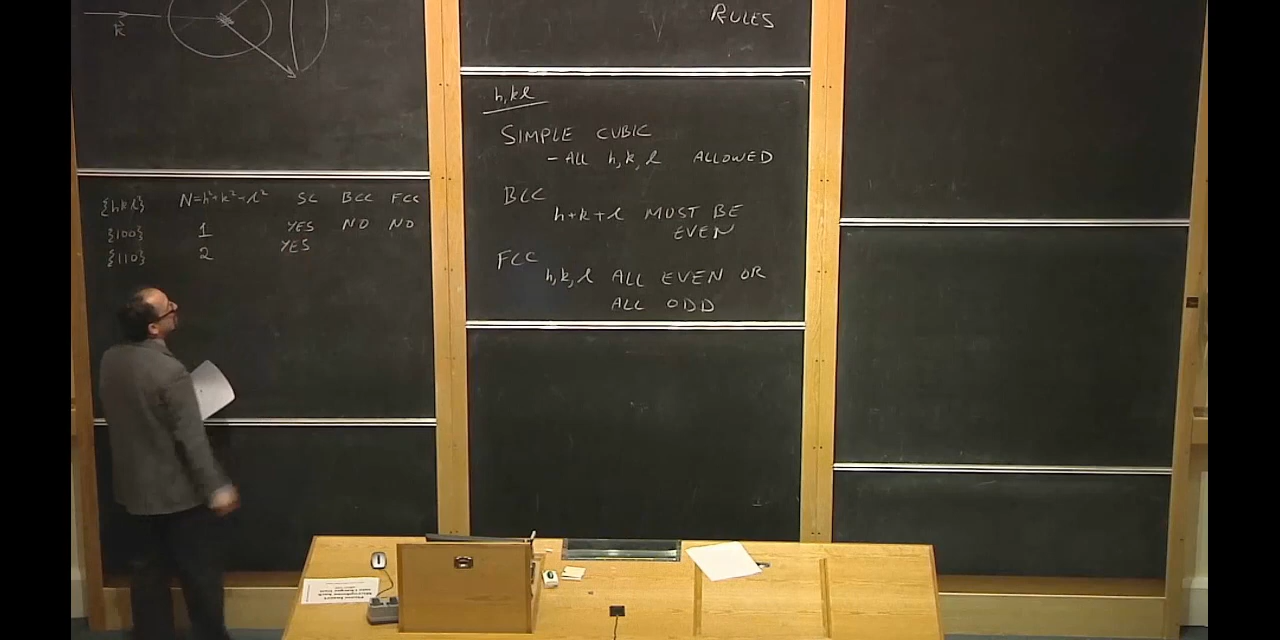 k
{hkl} N=h²+k²+l² SC BCC FCC
{100} 1 YES NO NO
{110} 2 YES
RULES
h,kl
SIMPLE CUBIC
- ALL h,k,l ALLOWED
BCC
h+k+l MUST BE
EVEN
FCC
h,k,l ALL EVEN OR
ALL ODD